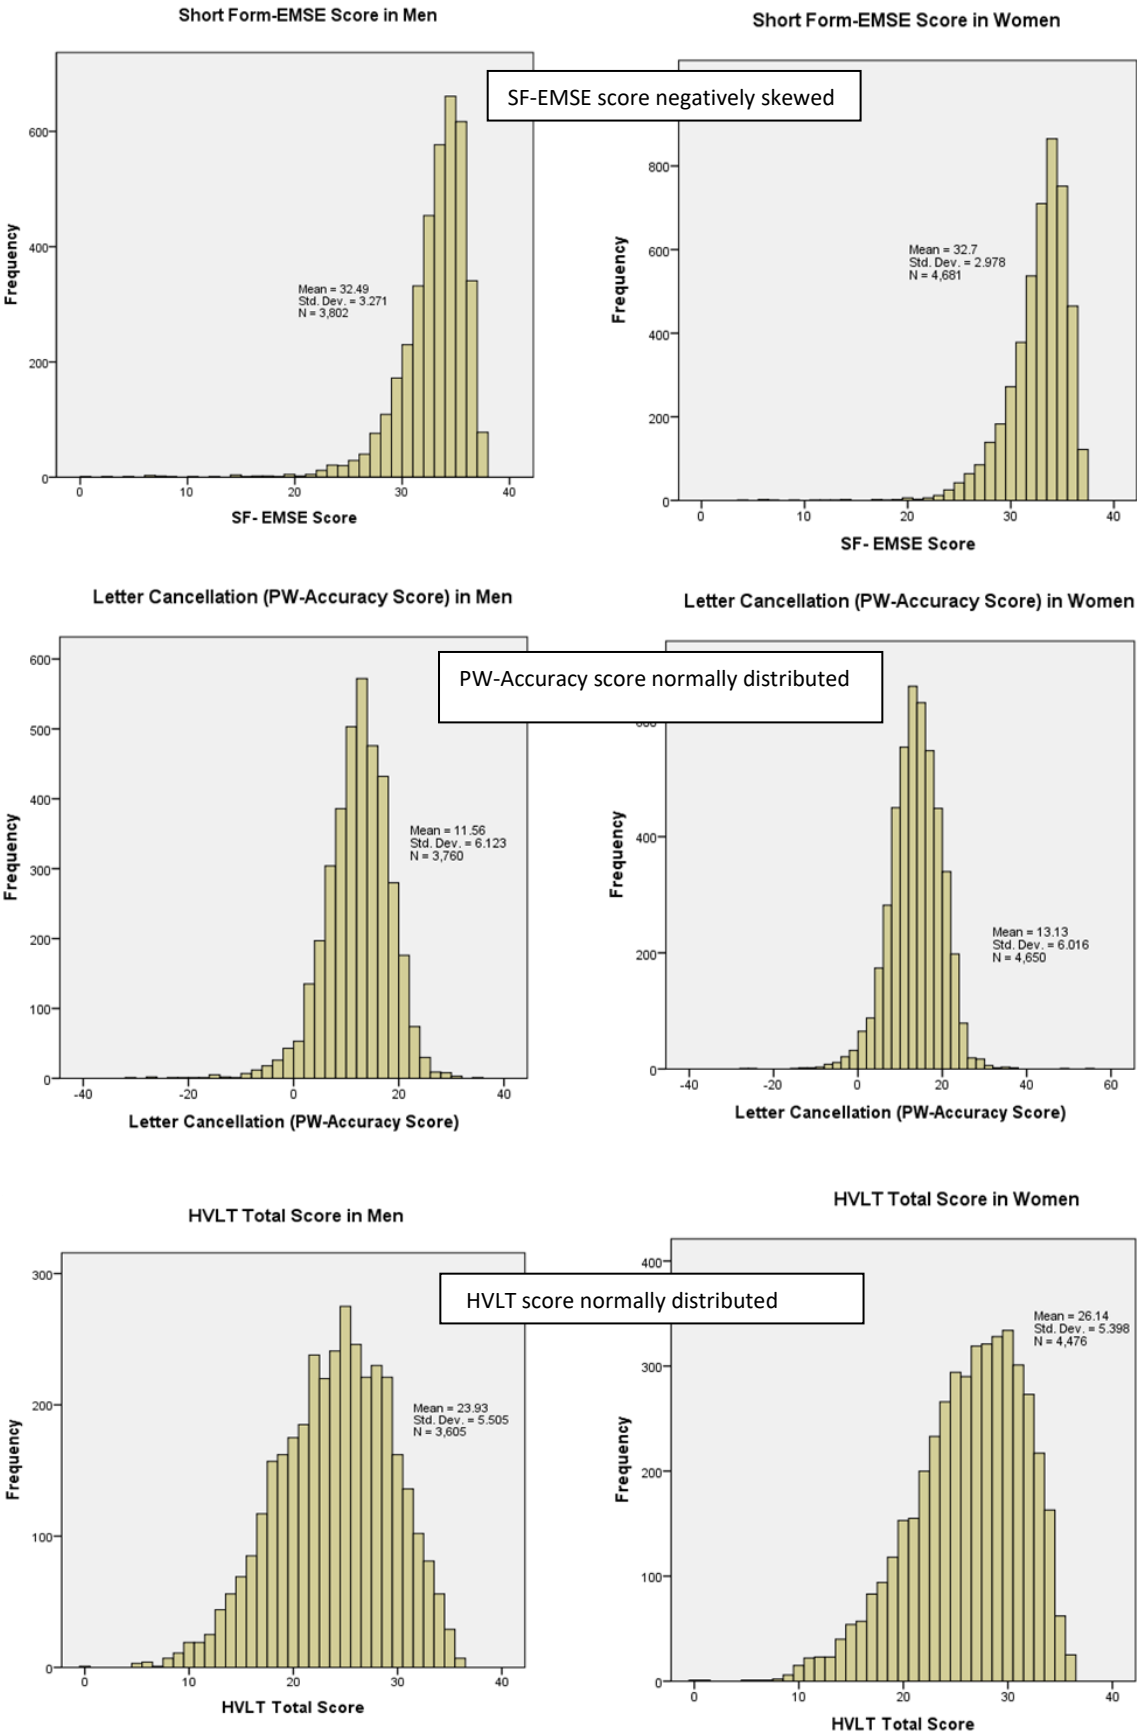 Short Form-EMSE Score in Men
Short Form-EMSE Score in Women
SF-EMSE score negatively skewed
600
400
200
0
Frequency
Mean = 32.49
Std. Dev. = 3.271
N = 3,802
0 10 20 30 40
SF- EMSE Score
800
600
400
200
0
Frequency
Mean = 32.7
Std. Dev. = 2.978
N = 4,681
0 10 20 30 40
SF- EMSE Score
Letter Cancellation (PW-Accuracy Score) in Men
Letter Cancellation (PW-Accuracy Score) in Women
PW-Accuracy score normally distributed
600
500
400
300
200
100
0
Frequency
Mean = 11.56
Std. Dev. = 6.123
N = 3,760
-40 -20 0 20 40
Letter Cancellation (PW-Accuracy Score)
400
200
0
Frequency
Mean = 13.13
Std. Dev. = 6.016
N = 4,650
-40 -20 0 20 40 60
Letter Cancellation (PW-Accuracy Score)
HVLT Total Score in Men
HVLT Total Score in Women
HVLT score normally distributed
300
200
100
0
Frequency
Mean = 23.93
Std. Dev. = 5.505
N = 3,605
0 10 20 30 40
HVLT Total Score
400
300
200
100
0
Frequency
Mean = 26.14
Std. Dev. = 5.398
N = 4,476
0 10 20 30 40
HVLT Total Score